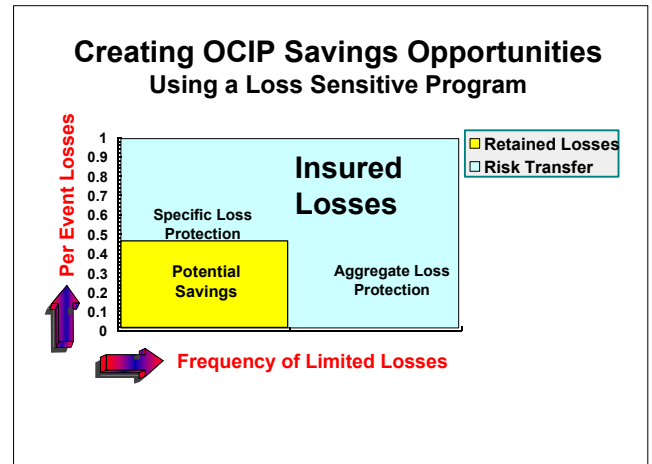 Creating OCIP Savings Opportunities
Using a Loss Sensitive Program
Per Event Losses
1
0.9
0.8
0.7
0.6
0.5
0.4
0.3
0.2
0.1
0
Insured
Losses
Specific Loss
Protection
Potential
Savings
Aggregate Loss
Protection
Retained Losses
Risk Transfer
Frequency of Limited Losses